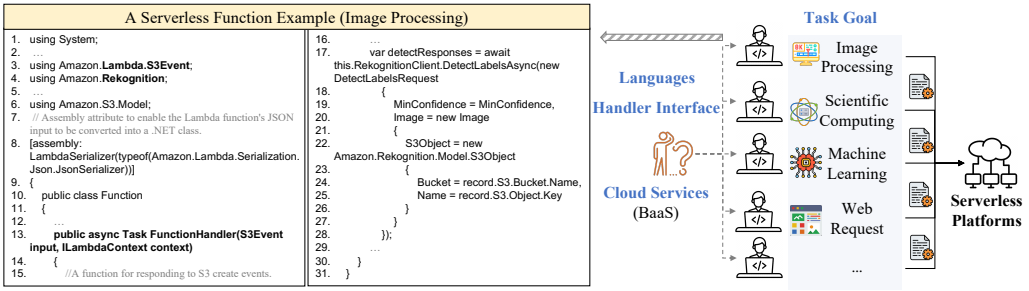 A Serverless Function Example (Image Processing)
1. using System;
2. ...
3. using Amazon.Lambda.S3Event;
4. using Amazon.Rekognition;
5. ...
6. using Amazon.S3.Model;
7. // Assembly attribute to enable the Lambda function's JSON
input to be converted into a .NET class.
8. [assembly:
LambdaSerializer(typeof(Amazon.Lambda.Serialization.
Json.JsonSerializer))]
9. {
10. public class Function
11. {
12. ...
13. public async Task FunctionHandler(S3Event
input, ILambdaContext context)
14. {
15. //A function for responding to S3 create events.
16. ...
17. var detectResponses = await
this.RekognitionClient.DetectLabelsAsync(new
DetectLabelsRequest
18. {
19. MinConfidence = MinConfidence,
20. Image = new Image
21. {
22. S3Object = new
Amazon.Rekognition.Model.S3Object
23. {
24. Bucket = record.S3.Bucket.Name,
25. Name = record.S3.Object.Key
26. }
27. }
28. });
29. ...
30. }
31. }
Languages
Handler Interface
Cloud Services
(BaaS)
Task Goal
Image
Processing
Scientific
Computing
Machine
Learning
Web
Request
...
Serverless
Platforms